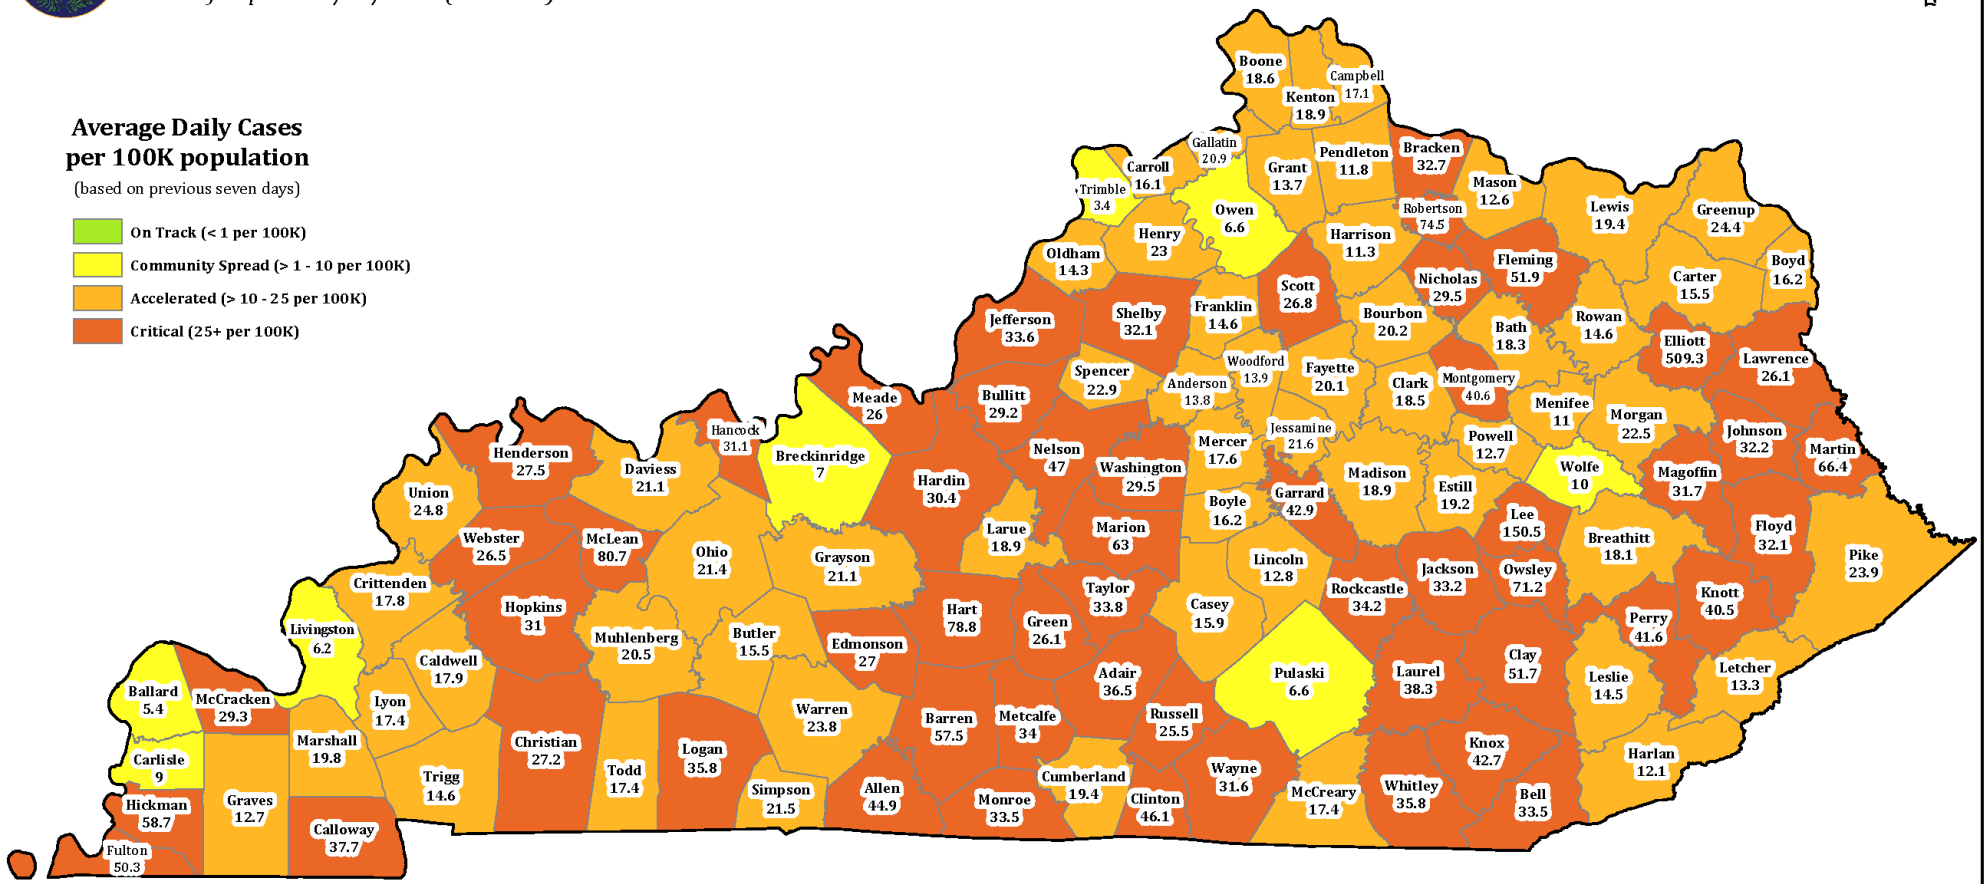 Average Daily Cases
per 100K population
(based on previous seven days)
On Track (< 1 per 100K)
Community Spread (> 1 - 10 per 100K)
Accelerated (> 10 - 25 per 100K)
Critical (25+ per 100K)
Boone
18.6
Kenton
18.9
Campbell
17.1
Gallatin
20.9
Carroll
16.1
Trimble
3.4
Grant
13.7
Pendleton
11.8
Bracken
32.7
Mason
12.6
Robertson
74.5
Lewis
19.4
Greenup
24.4
Owen
6.6
Henry
23
Oldham
14.3
Harrison
11.3
Nicholas
29.5
Fleming
51.9
Carter
15.5
Boyd
16.2
Scott
26.8
Franklin
14.6
Shelby
32.1
Jefferson
33.6
Bourbon
20.2
Bath
18.3
Rowan
14.6
Elliott
509.3
Lawrence
26.1
Spencer
22.9
Anderson
13.8
Woodford
13.9
Fayette
20.1
Clark
18.5
Montgomery
40.6
Menifee
11
Morgan
22.5
Johnson
32.2
Martin
66.4
Meade
26
Bullitt
29.2
Nelson
47
Washington
29.5
Mercer
17.6
Jessamine
21.6
Madison
18.9
Powell
12.7
Estill
19.2
Wolfe
10
Magoffin
31.7
Hancock
31.1
Breckinridge
7
Henderson
27.5
Daviess
21.1
Union
24.8
Hardin
30.4
Larue
18.9
Marion
63
Boyle
16.2
Garrard
42.9
Lee
150.5
Breathitt
18.1
Floyd
32.1
Pike
23.9
Webster
26.5
McLean
80.7
Ohio
21.4
Grayson
21.1
Lincoln
12.8
Rockcastle
34.2
Jackson
33.2
Owsley
71.2
Perry
41.6
Knott
40.5
Crittenden
17.8
Hopkins
31
Muhlenberg
20.5
Butler
15.5
Edmonson
27
Hart
78.8
Green
26.1
Taylor
33.8
Casey
15.9
Livingston
6.2
Caldwell
17.9
Lyon
17.4
Ballard
5.4
McCracken
29.3
Carlisle
9
Marshall
19.8
Warren
23.8
Barren
57.5
Metcalfe
34
Adair
36.5
Russell
25.5
Pulaski
6.6
Laurel
38.3
Clay
51.7
Leslie
14.5
Letcher
13.3
Harlan
12.1
Hickman
58.7
Fulton
50.3
Graves
12.7
Calloway
37.7
Trigg
14.6
Christian
27.2
Todd
17.4
Logan
35.8
Simpson
21.5
Allen
44.9
Monroe
33.5
Cumberland
19.4
Clinton
46.1
Wayne
31.6
McCreary
17.4
Whitley
35.8
Knox
42.7
Bell
33.5